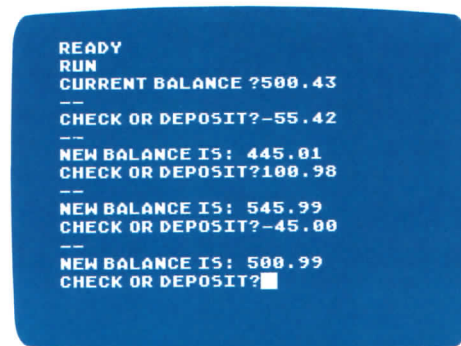 READY
RUN
CURRENT BALANCE ?500.43
--
CHECK OR DEPOSIT?-55.42
--
NEW BALANCE IS: 445.01
CHECK OR DEPOSIT?100.98
--
NEW BALANCE IS: 545.99
CHECK OR DEPOSIT?-45.00
--
NEW BALANCE IS: 500.99
CHECK OR DEPOSIT?